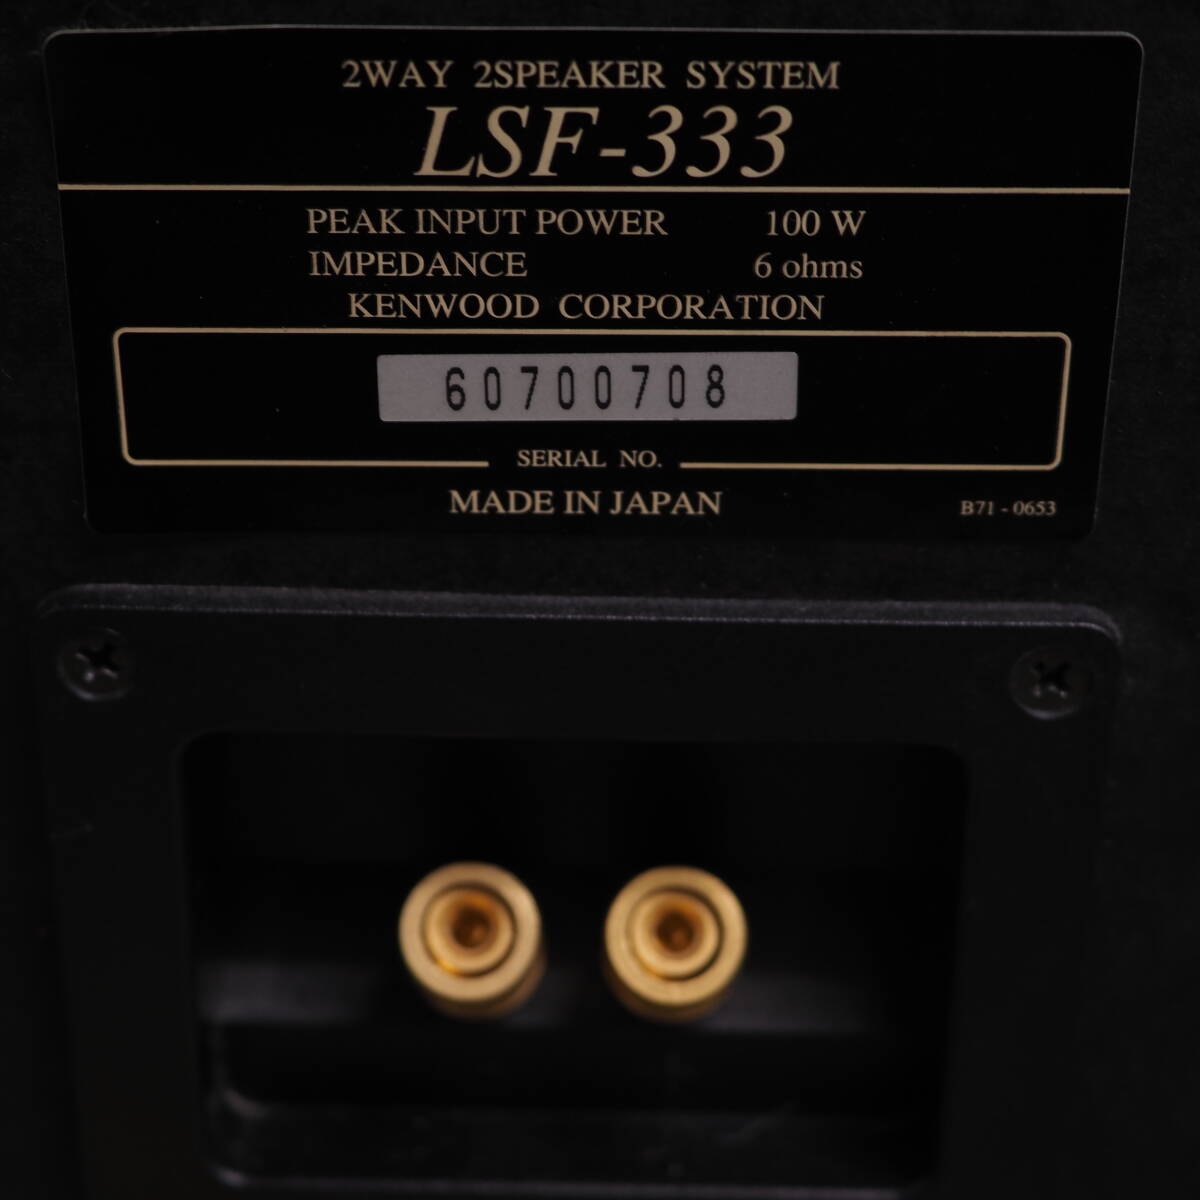 2WAY 2SPEAKER SYSTEM
LSF-333
PEAK INPUT POWER 100 W
IMPEDANCE 6 ohms
KENWOOD CORPORATION
60700708
SERIAL NO.
MADE IN JAPAN
B71 - 0653